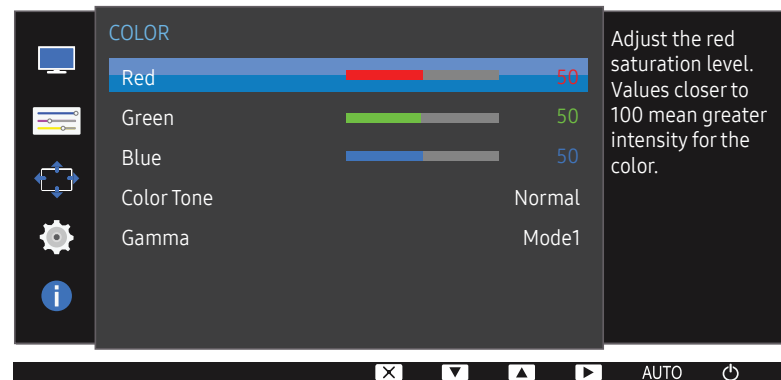 COLOR
Red 50
Green 50
Blue 50
Color Tone Normal
Gamma Mode1
Adjust the red
saturation level.
Values closer to
100 mean greater
intensity for the
color.
i
AUTO